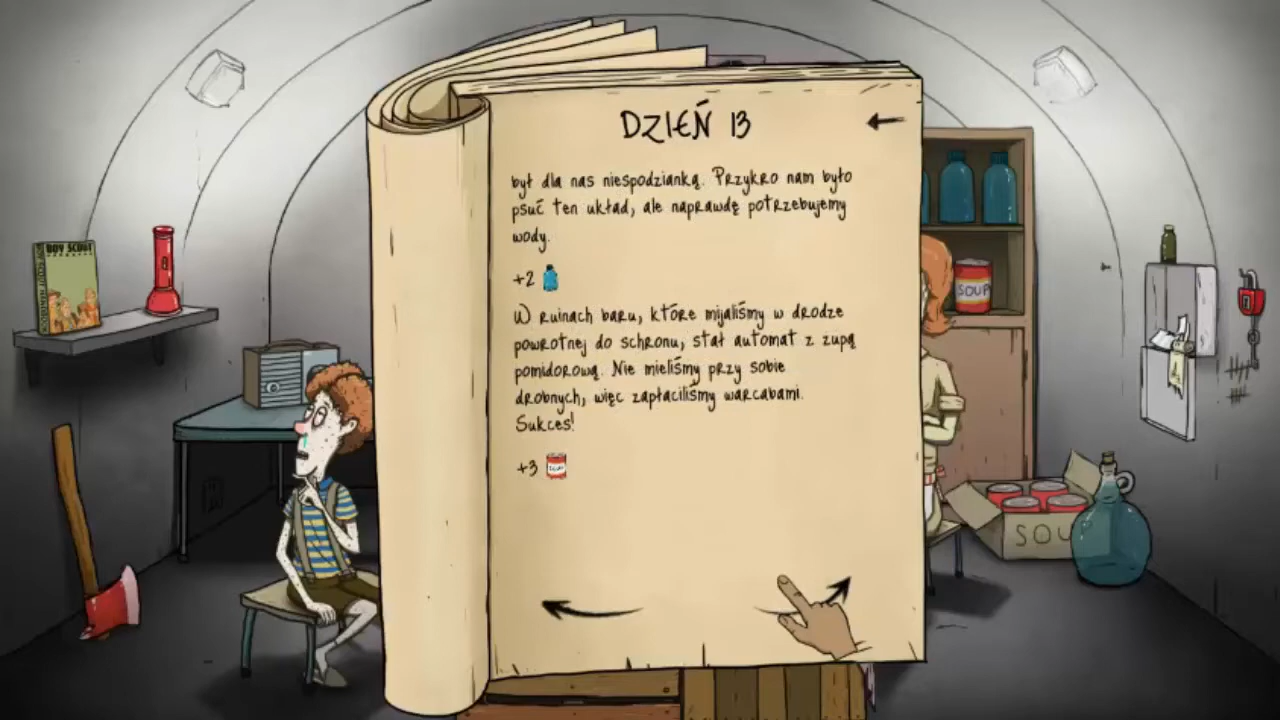 DZIEŃ 13
był dla nas niespodzianką. Przykro nam było
psuć ten układ, ale naprawdę potrzebujemy
wody.
+2
W ruinach baru, które mijaliśmy w drodze
powrotnej do schronu, stał automat z zupą
pomidorową. Nie mieliśmy przy sobie
drobnych, więc zapłaciliśmy warcabami.
Sukces!
+3
BOY SCOUT
SOUP
SOU